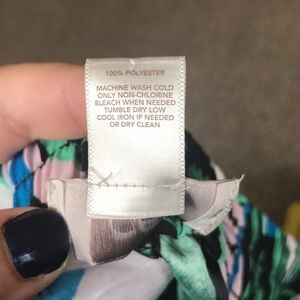 100% POLYESTER
MACHINE WASH COLD
ONLY NON-CHLORINE
BLEACH WHEN NEEDED
TUMBLE DRY LOW
COOL IRON IF NEEDED
OR DRY CLEAN